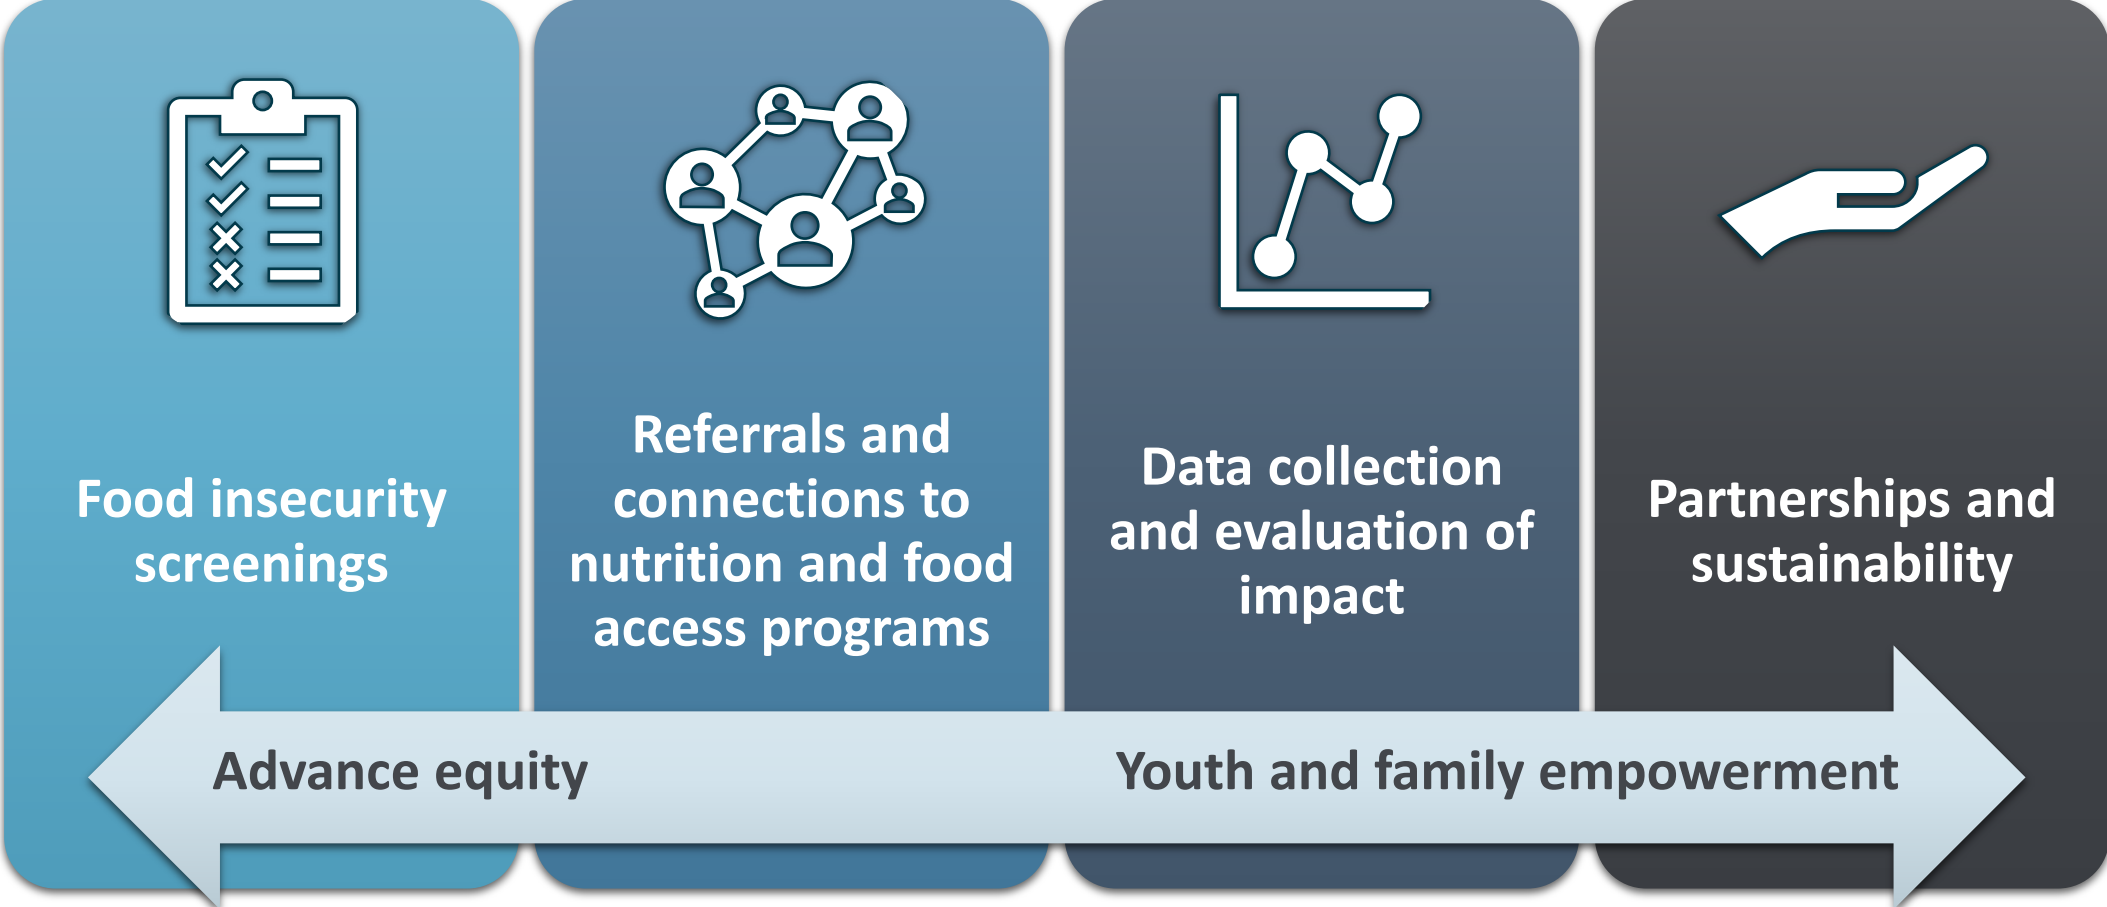 Food insecurity
screenings
Referrals and
connections to
nutrition and food
access programs
Data collection
and evaluation of
impact
Partnerships and
sustainability
Advance equity
Youth and family empowerment